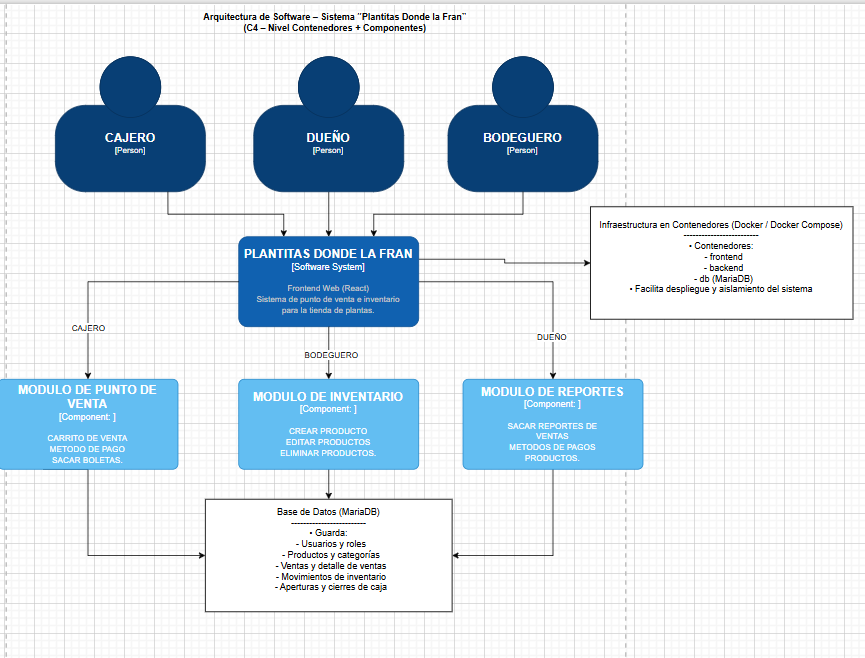 Arquitectura de Software – Sistema "Plantitas Donde la Fran"
(C4 – Nivel Contenedores + Componentes)
CAJERO
[Person]
DUEÑO
[Person]
BODEGUERO
[Person]
Infraestructura en Contenedores (Docker / Docker Compose)
------------------------
• Contenedores:
- frontend
- backend
- db (MariaDB)
• Facilita despliegue y aislamiento del sistema
PLANTITAS DONDE LA FRAN
[Software System]
Frontend Web (React)
Sistema de punto de venta e inventario
para la tienda de plantas.
CAJERO
BODEGUERO
DUEÑO
MODULO DE PUNTO DE
VENTA
[Component: ]
CARRITO DE VENTA
METODO DE PAGO
SACAR BOLETAS.
MODULO DE INVENTARIO
[Component: ]
CREAR PRODUCTO
EDITAR PRODUCTOS
ELIMINAR PRODUCTOS.
MODULO DE REPORTES
[Component: ]
SACAR REPORTES DE
VENTAS
METODOS DE PAGOS
PRODUCTOS.
Base de Datos (MariaDB)
------------------------
• Guarda:
- Usuarios y roles
- Productos y categorías
- Ventas y detalle de ventas
- Movimientos de inventario
- Aperturas y cierres de caja